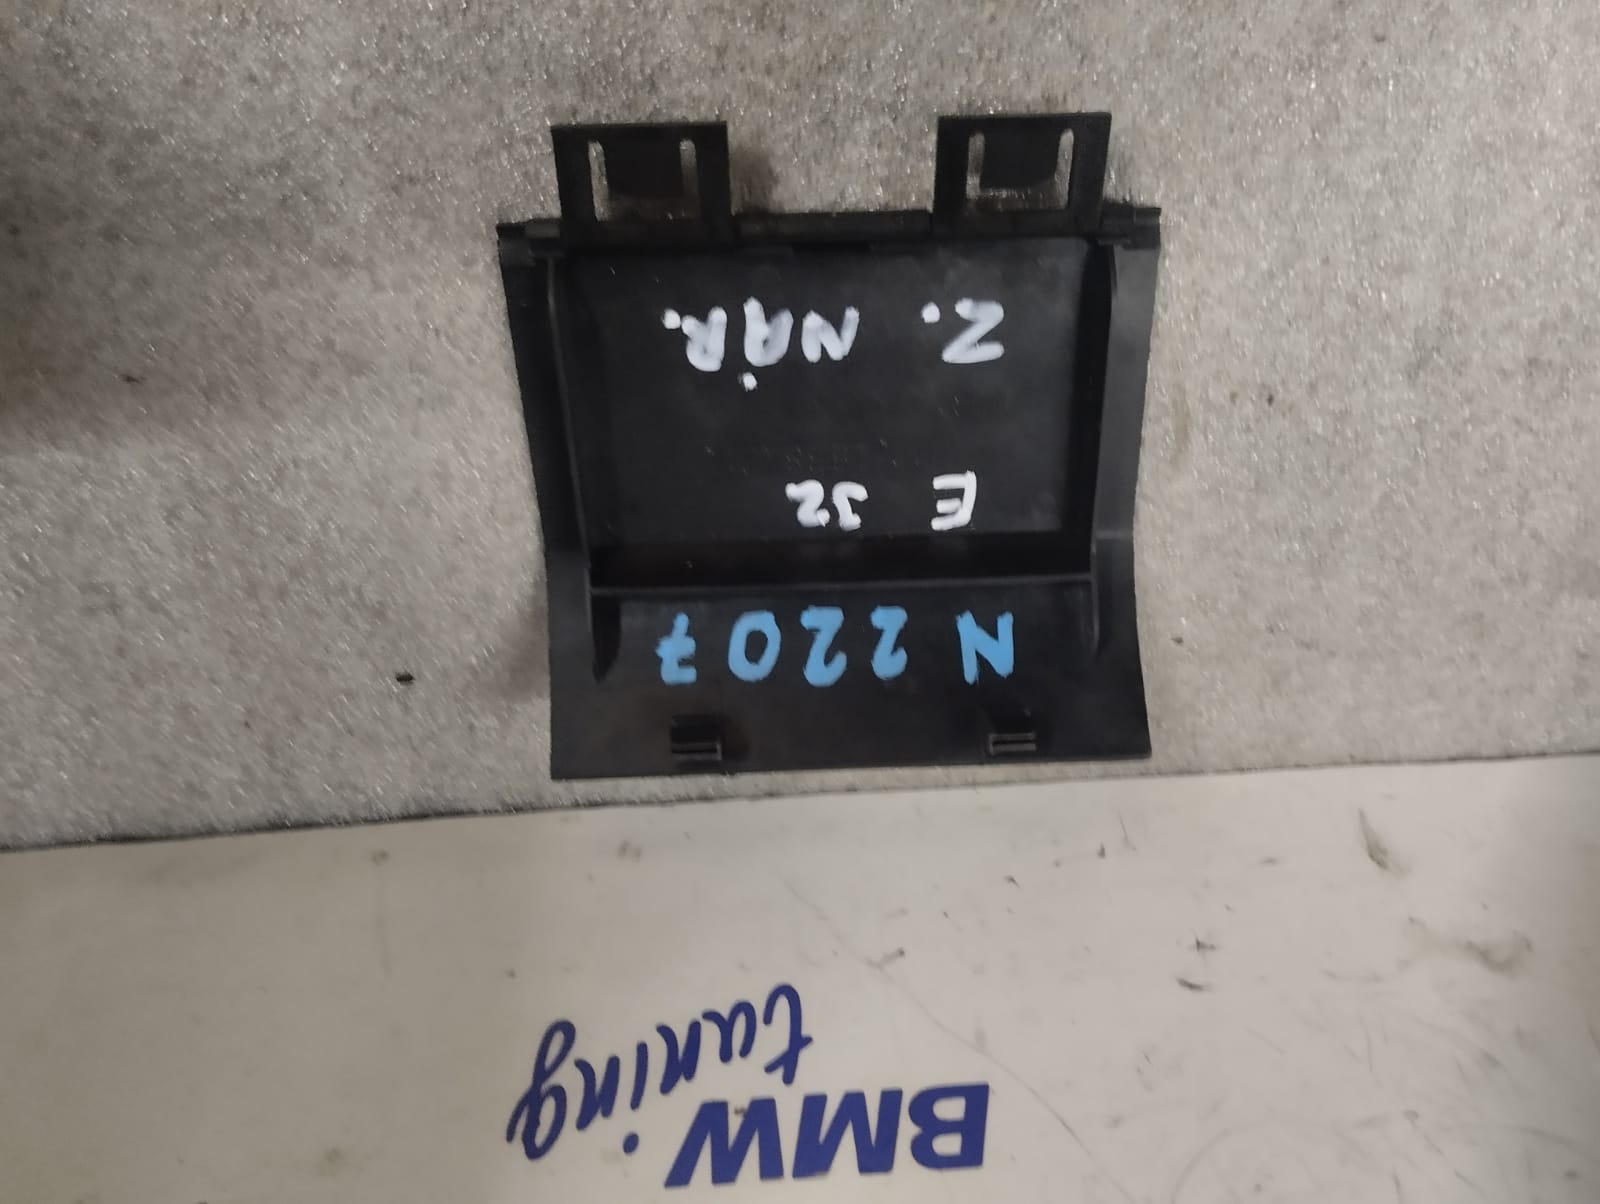 BMW
tuning
N 2207
E 32
Z. NÁR.